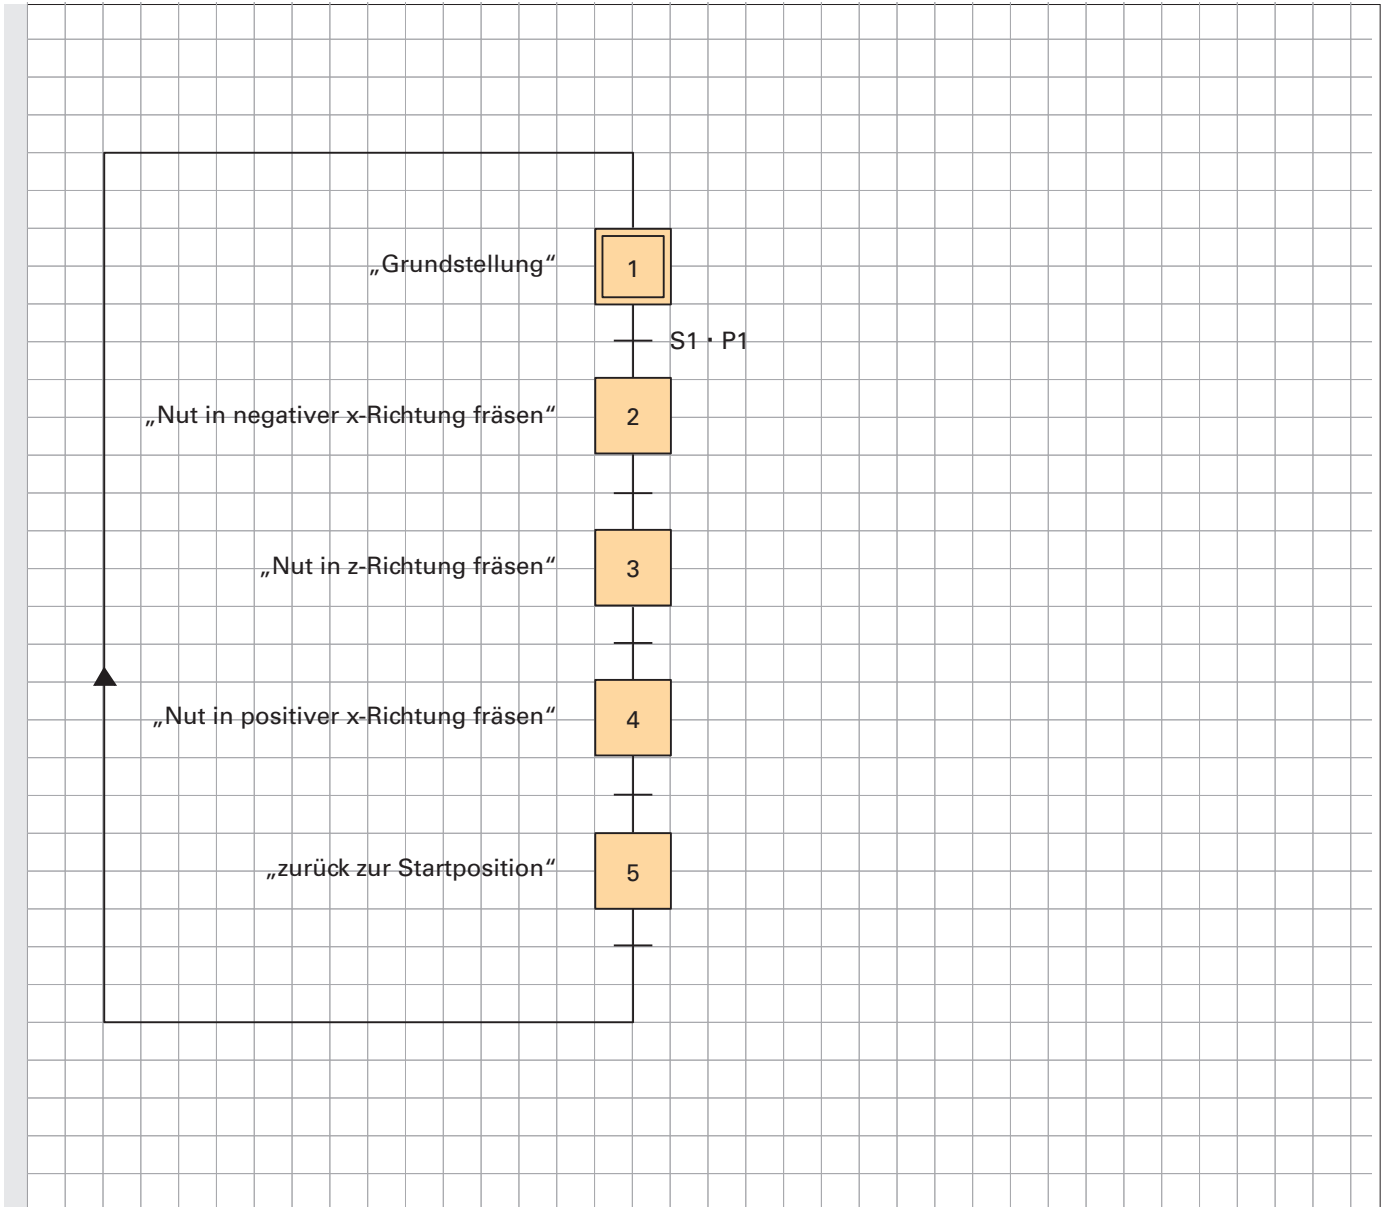 „Grundstellung“
1
S1 · P1
„Nut in negativer x-Richtung fräsen“
2
„Nut in z-Richtung fräsen“
3
„Nut in positiver x-Richtung fräsen“
4
„zurück zur Startposition“
5